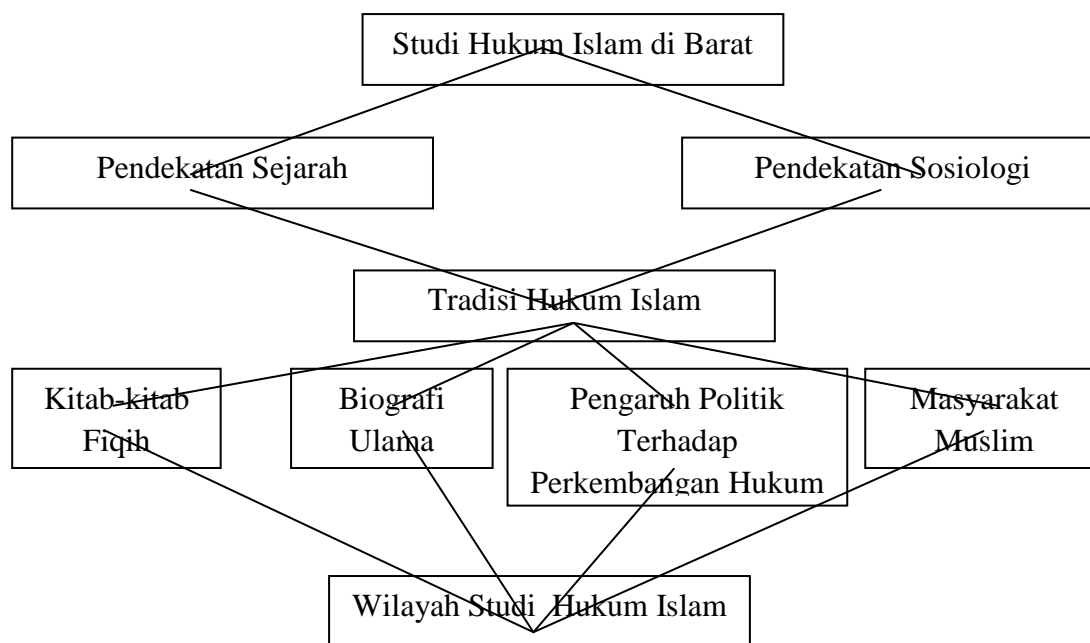 Studi Hukum Islam di Barat
Pendekatan Sejarah
Pendekatan Sosiologi
Tradisi Hukum Islam
Kitab-kitab
Fiqih
Biografi
Ulama
Pengaruh Politik
Terhadap
Perkembangan Hukum
Masyarakat
Muslim
Wilayah Studi Hukum Islam